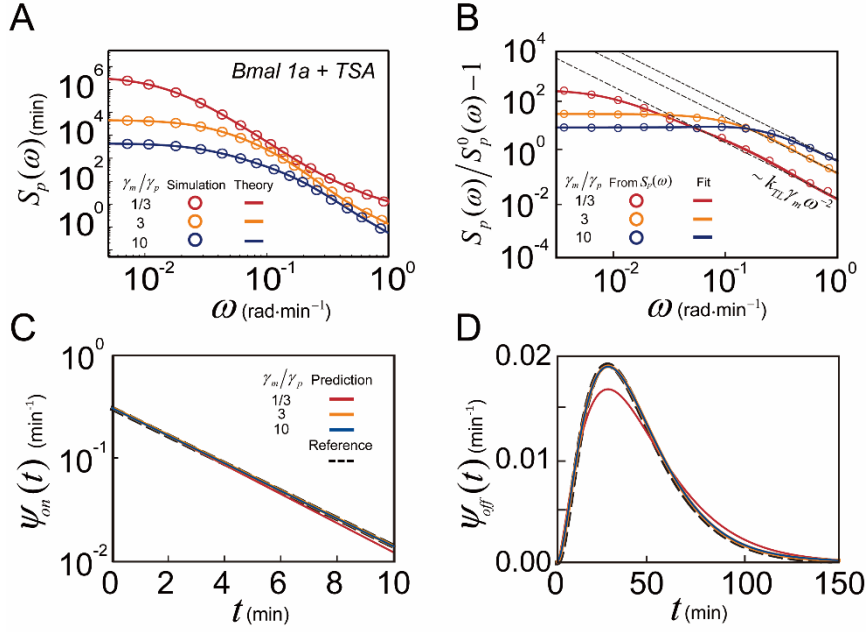 A
Bmal 1a + TSA
S_p(ω) (min)
10^6
10^4
10^2
10^0
γ_m/γ_p Simulation Theory
1/3
3
10
10^-2 10^-1 10^0
ω (rad·min^-1)
B
S_p(ω)/S_p^0(ω)−1
10^4
10^2
10^0
10^-2
10^-4
γ_m/γ_p From S_p(ω) Fit
1/3
3
10
~ k_TL γ_m ω^-2
10^-2 10^-1 10^0
ω (rad·min^-1)
C
ψ_on(t) (min^-1)
10^0
10^-1
10^-2
γ_m/γ_p Prediction
1/3
3
10
Reference
0 2 4 6 8 10
t (min)
D
ψ_off(t) (min^-1)
0.02
0.01
0.00
0 50 100 150
t (min)